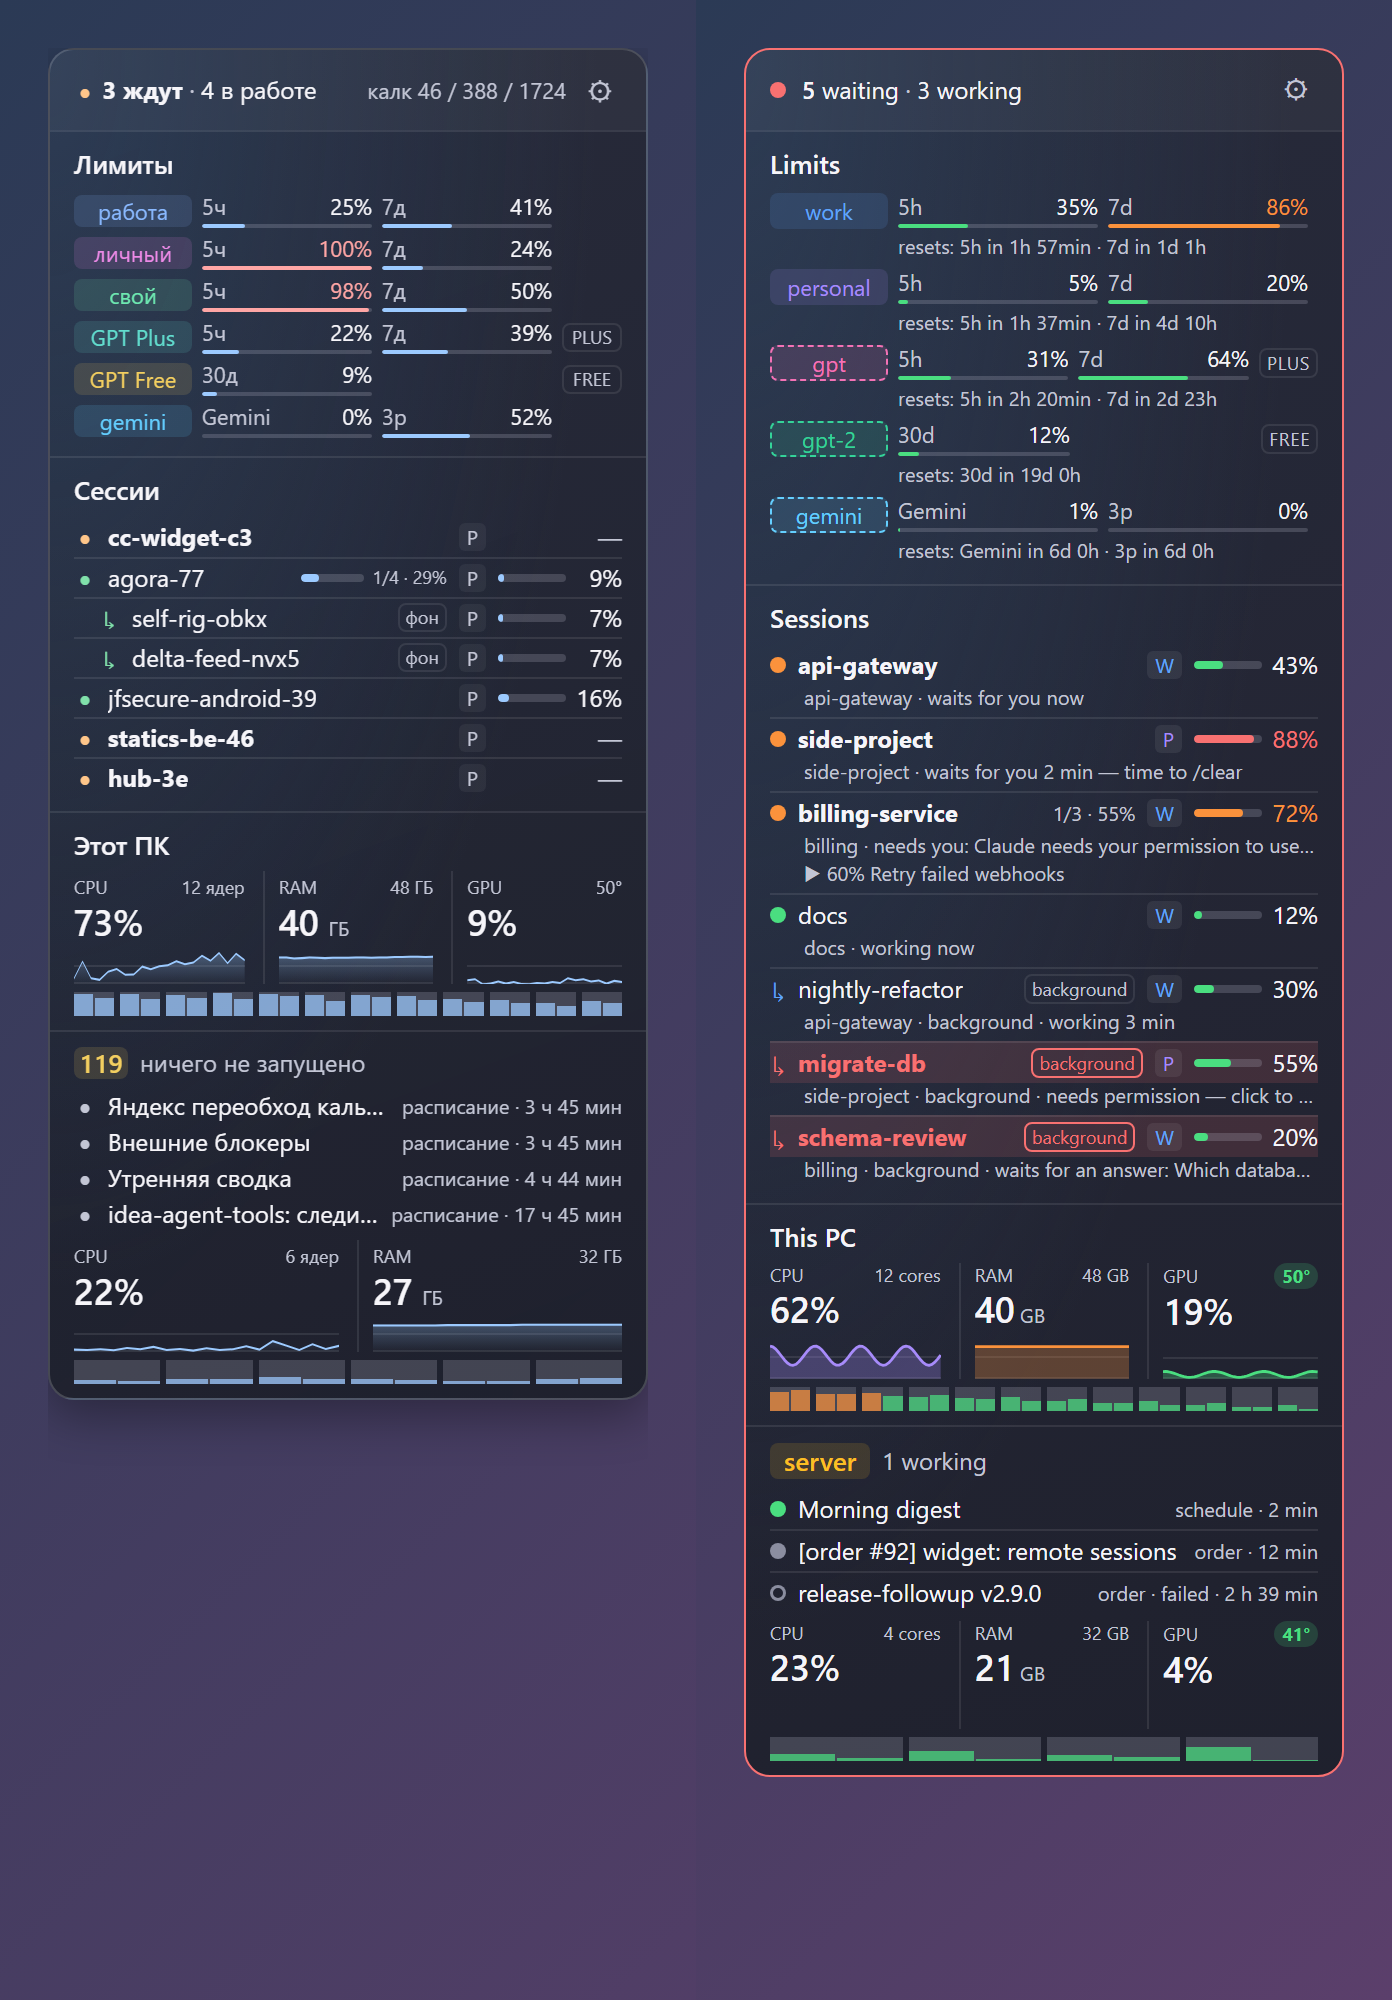 3 ждут · 4 в работе калк 46 / 388 / 1724
Лимиты
работа 5ч 25% 7д 41%
личный 5ч 100% 7д 24%
свой 5ч 98% 7д 50%
GPT Plus 5ч 22% 7д 39% PLUS
GPT Free 30д 9% FREE
gemini Gemini 0% 3p 52%
Сессии
cc-widget-c3 P —
agora-77 1/4 · 29% P 9%
↳ self-rig-obkx фон P 7%
↳ delta-feed-nvx5 фон P 7%
jfsecure-android-39 P 16%
statics-be-46 P —
hub-3e P —
Этот ПК
CPU 12 ядер RAM 48 ГБ GPU 50°
73% 40 ГБ 9%
119 ничего не запущено
Яндекс переобход каль... расписание · 3 ч 45 мин
Внешние блокеры расписание · 3 ч 45 мин
Утренняя сводка расписание · 4 ч 44 мин
idea-agent-tools: следи... расписание · 17 ч 45 мин
CPU 6 ядер RAM 32 ГБ
22% 27 ГБ
5 waiting · 3 working
Limits
work 5h 35% 7d 86%
resets: 5h in 1h 57min · 7d in 1d 1h
personal 5h 5% 7d 20%
resets: 5h in 1h 37min · 7d in 4d 10h
gpt 5h 31% 7d 64% PLUS
resets: 5h in 2h 20min · 7d in 2d 23h
gpt-2 30d 12% FREE
resets: 30d in 19d 0h
gemini Gemini 1% 3p 0%
resets: Gemini in 6d 0h · 3p in 6d 0h
Sessions
api-gateway W 43%
api-gateway · waits for you now
side-project P 88%
side-project · waits for you 2 min — time to /clear
billing-service 1/3 · 55% W 72%
billing · needs you: Claude needs your permission to use...
▶ 60% Retry failed webhooks
docs W 12%
docs · working now
↳ nightly-refactor background W 30%
api-gateway · background · working 3 min
↳ migrate-db background P 55%
side-project · background · needs permission — click to ...
↳ schema-review background W 20%
billing · background · waits for an answer: Which databa...
This PC
CPU 12 cores RAM 48 GB GPU 50°
62% 40 GB 19%
server 1 working
Morning digest schedule · 2 min
[order #92] widget: remote sessions order · 12 min
release-followup v2.9.0 order · failed · 2 h 39 min
CPU 4 cores RAM 32 GB GPU 41°
23% 21 GB 4%